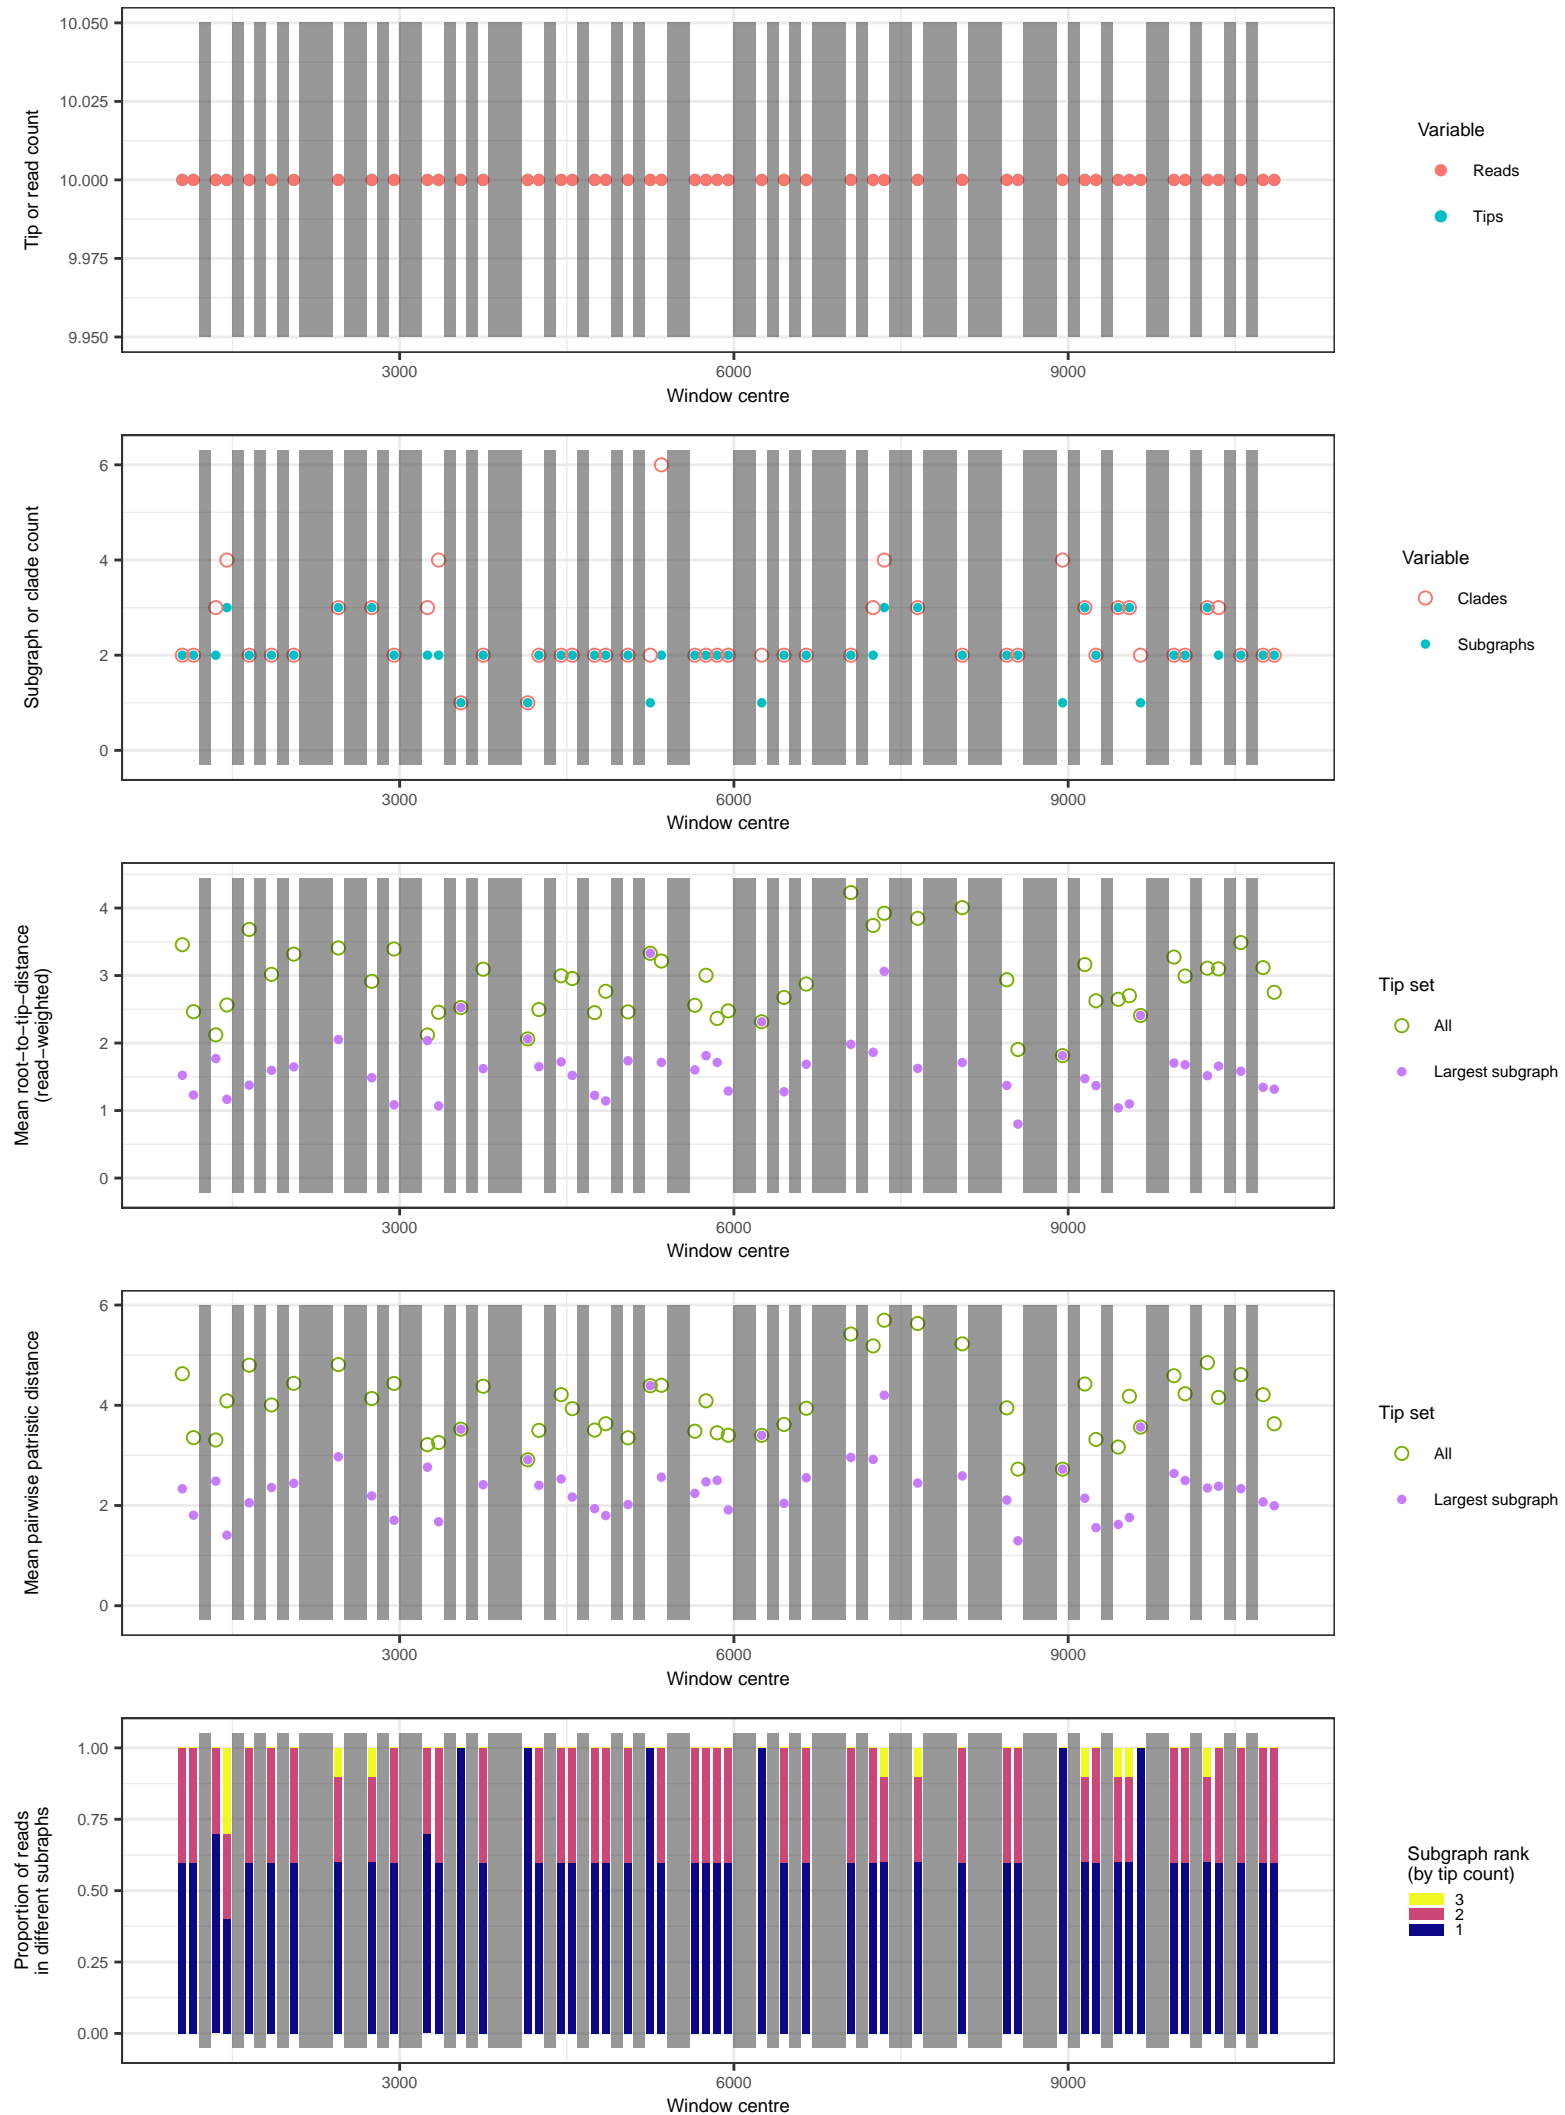 10.050
10.025
10.000
9.975
9.950
Tip or read count
3000 6000 9000
Window centre
Variable
Reads
Tips
6
4
2
0
Subgraph or clade count
3000 6000 9000
Window centre
Variable
Clades
Subgraphs
4
3
2
1
0
Mean root−to−tip−distance
(read−weighted)
3000 6000 9000
Window centre
Tip set
All
Largest subgraph
6
4
2
0
Mean pairwise patristic distance
3000 6000 9000
Window centre
Tip set
All
Largest subgraph
1.00
0.75
0.50
0.25
0.00
Proportion of reads
in different subraphs
3000 6000 9000
Window centre
Subgraph rank
(by tip count)
3
2
1